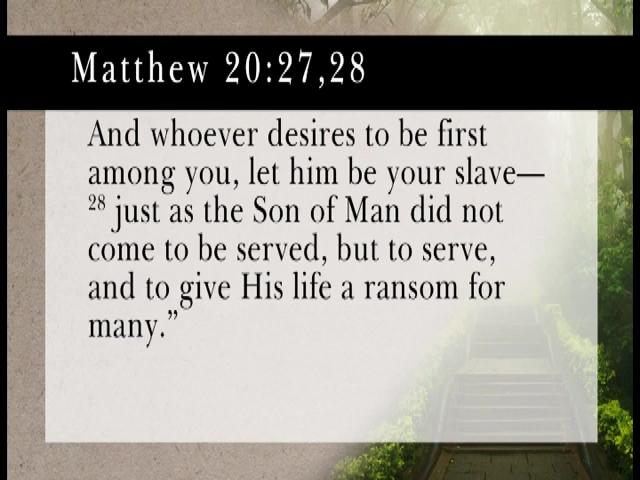 Matthew 20:27,28
And whoever desires to be first
among you, let him be your slave—
28 just as the Son of Man did not
come to be served, but to serve,
and to give His life a ransom for
many.”